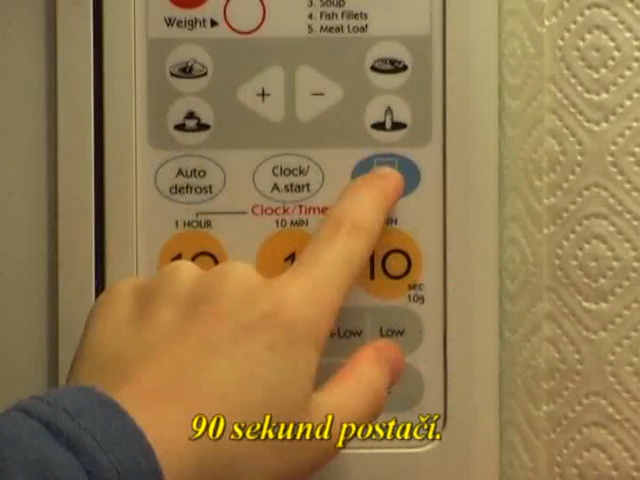 3. Soup
Weight ▶
4. Fish Fillets
5. Meat Loaf
+
−
Auto
defrost
Clock/
A.start
Clock/Time
1 HOUR
10 MIN
10
sec
10g
Low
Low
90 sekund postačí.